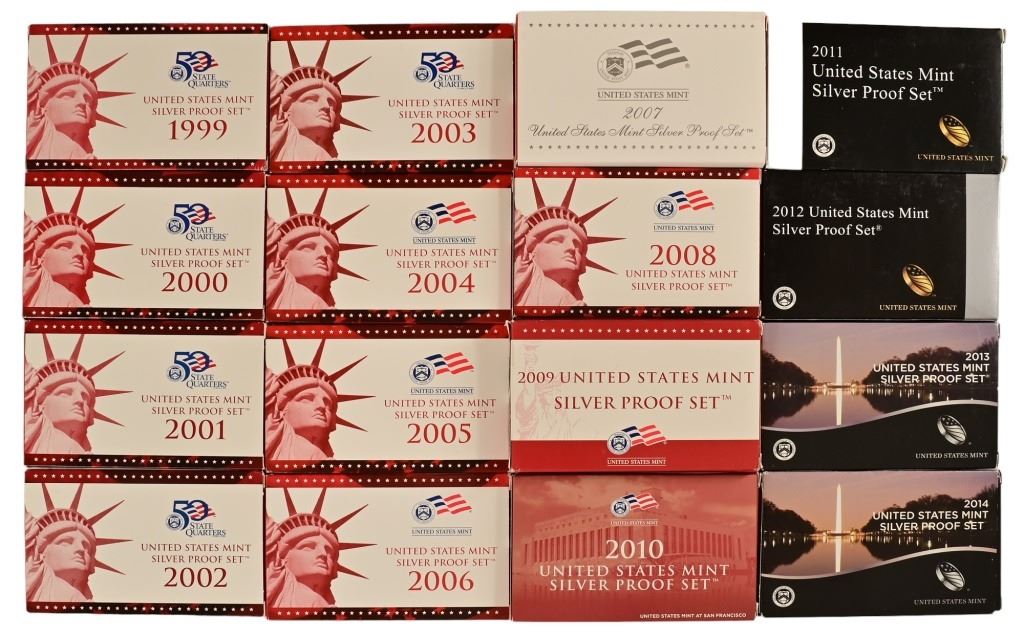 50
STATE
QUARTERS™
UNITED STATES MINT
SILVER PROOF SET™
1999
50
STATE
QUARTERS™
UNITED STATES MINT
SILVER PROOF SET™
2000
50
STATE
QUARTERS™
UNITED STATES MINT
SILVER PROOF SET™
2001
50
STATE
QUARTERS
UNITED STATES MINT
SILVER PROOF SET™
2002
50
STATE
QUARTERS
UNITED STATES MINT
SILVER PROOF SET™
2003
UNITED STATES MINT
UNITED STATES MINT
SILVER PROOF SET™
2004
UNITED STATES MINT
UNITED STATES MINT
SILVER PROOF SET™
2005
UNITED STATES MINT
UNITED STATES MINT
SILVER PROOF SET™
2006
UNITED STATES MINT
2007
United States Mint Silver Proof Set™
UNITED STATES MINT
2008
UNITED STATES MINT
SILVER PROOF SET™
2009 UNITED STATES MINT
SILVER PROOF SET™
UNITED STATES MINT
UNITED STATES MINT
2010
UNITED STATES MINT
SILVER PROOF SET™
UNITED STATES MINT AT SAN FRANCISCO
2011
United States Mint
Silver Proof Set™
UNITED STATES MINT
2012 United States Mint
Silver Proof Set®
UNITED STATES MINT
2013
UNITED STATES MINT
SILVER PROOF SET®
UNITED STATES MINT
2014
UNITED STATES MINT
SILVER PROOF SET®
UNITED STATES MINT